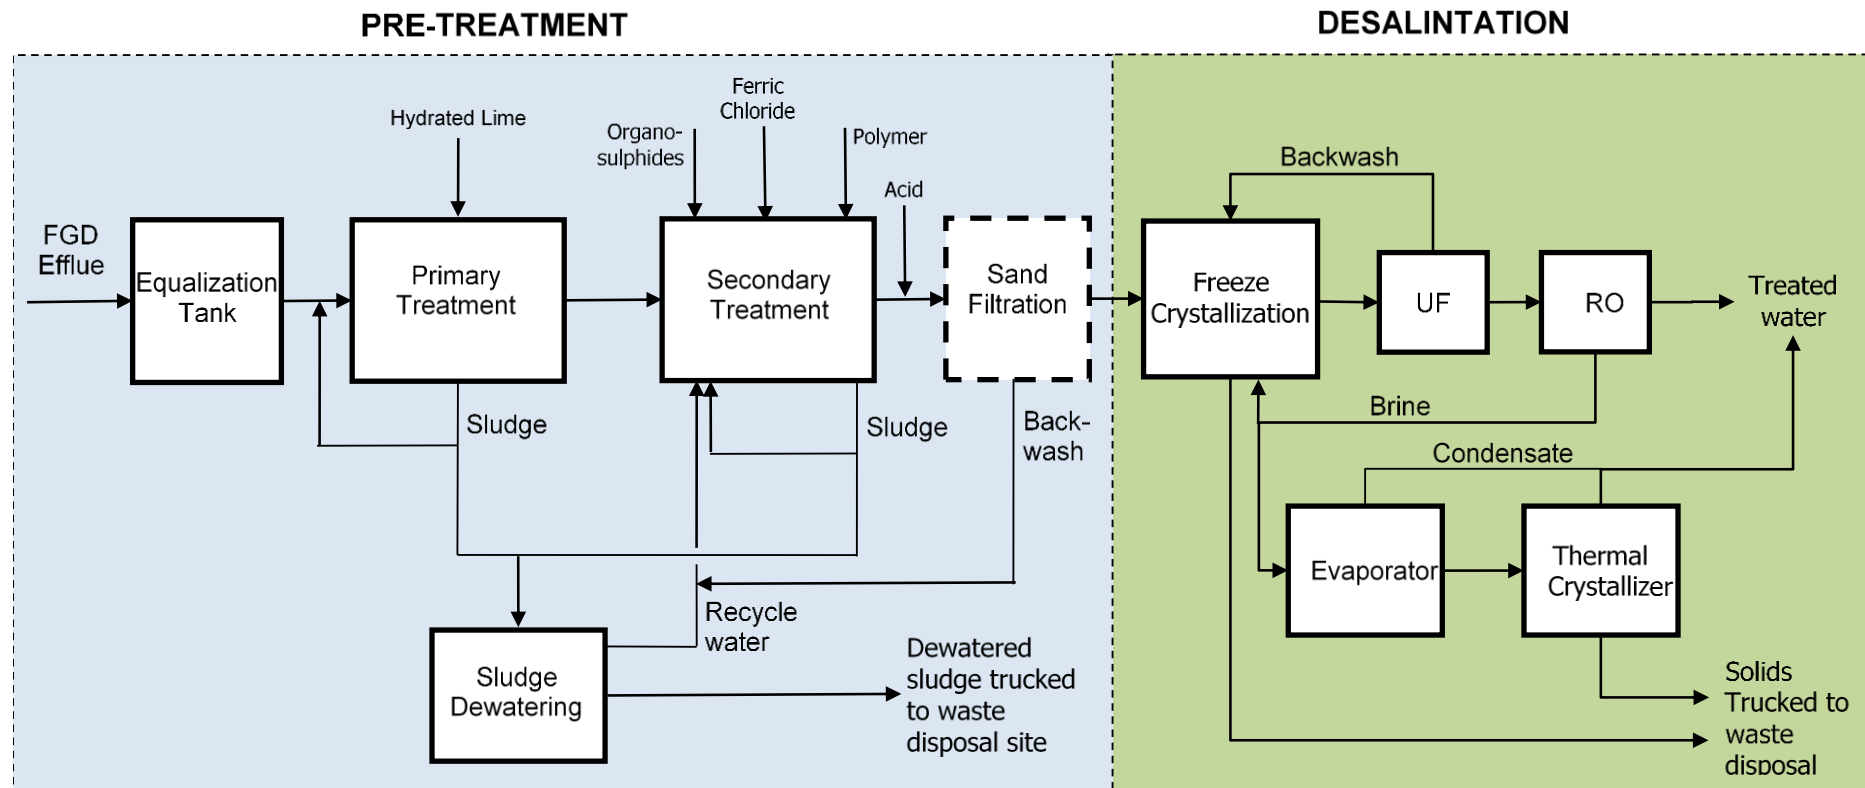 PRE-TREATMENT
DESALINTATION
Ferric
Chloride
Hydrated Lime
Organo-
sulphides
Polymer
Acid
Backwash
FGD
Efflue
Equalization
Tank
Primary
Treatment
Secondary
Treatment
Sand
Filtration
Freeze
Crystallization
UF
RO
Treated
water
Sludge
Sludge
Back-
wash
Brine
Condensate
Evaporator
Thermal
Crystallizer
Recycle
water
Sludge
Dewatering
Dewatered
sludge trucked
to waste
disposal site
Solids
Trucked to
waste
disposal